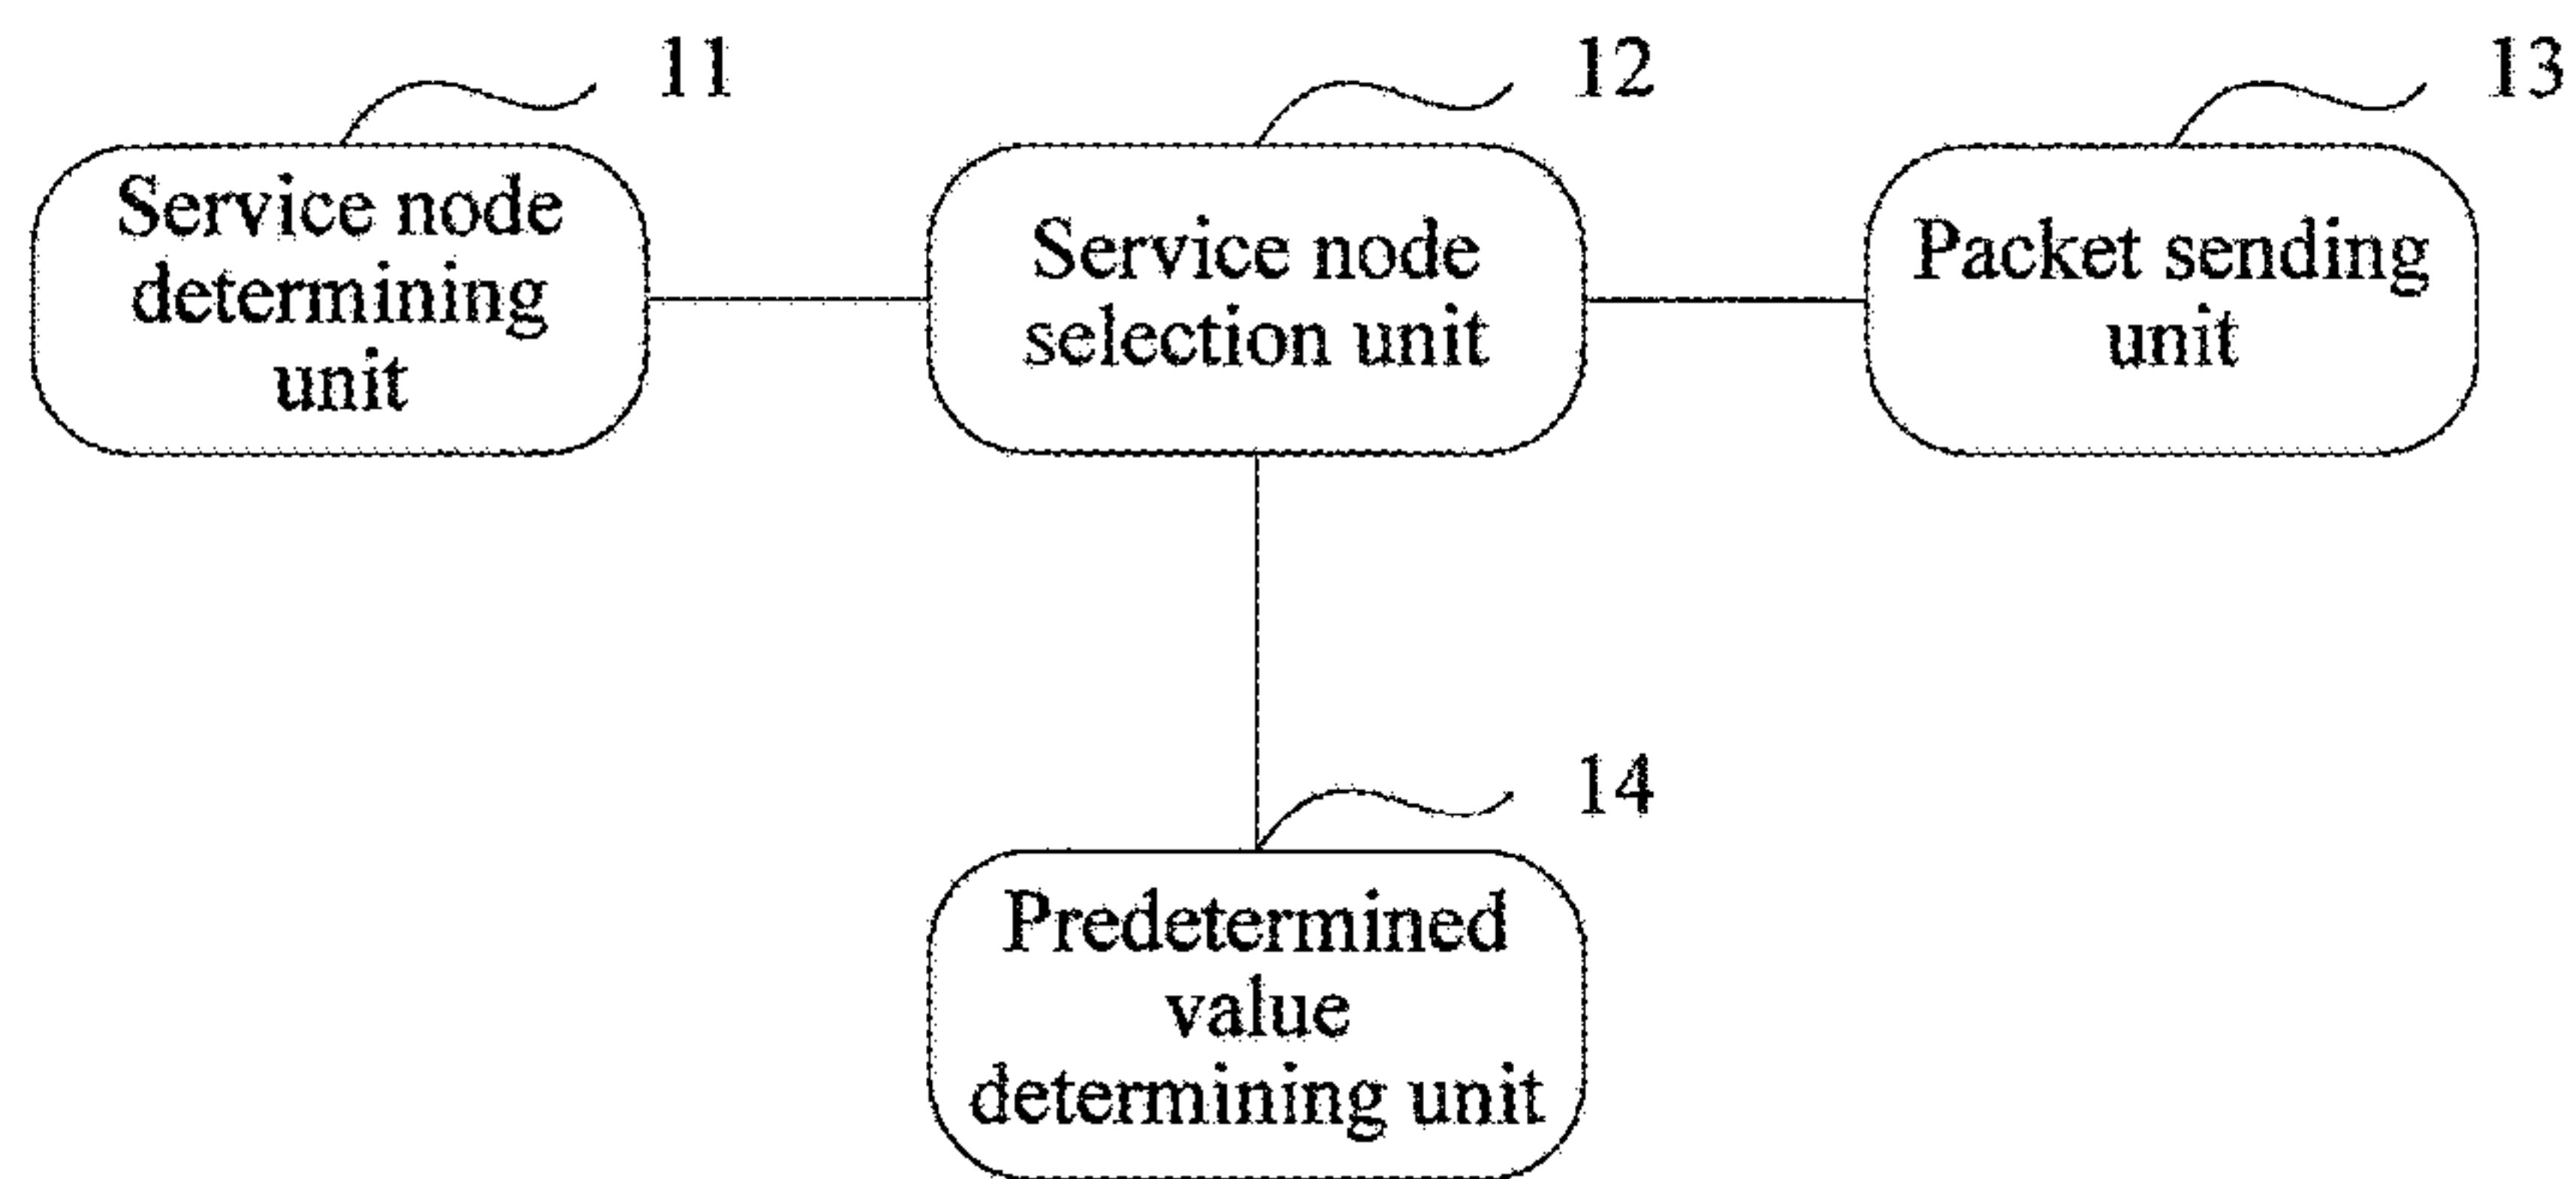 11
12
13
Service node
determining
unit
Service node
selection unit
Packet sending
unit
14
Predetermined
value
determining unit